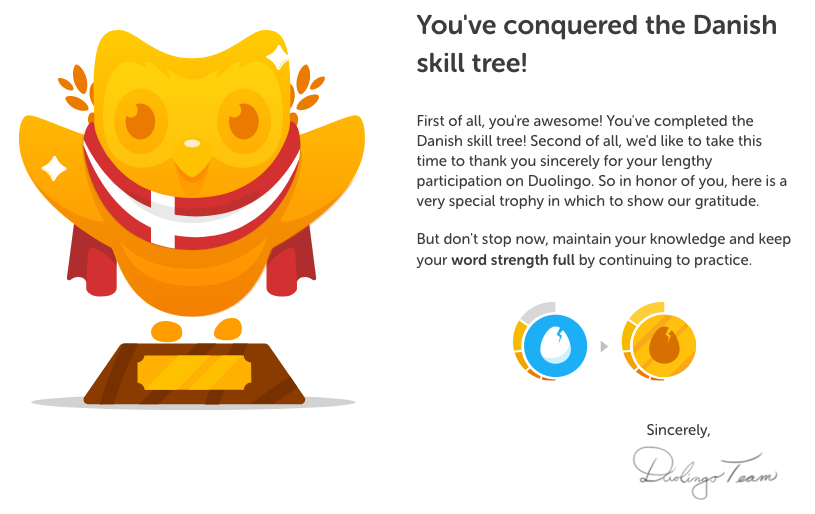 You've conquered the Danish
skill tree!
First of all, you're awesome! You've completed the
Danish skill tree! Second of all, we'd like to take this
time to thank you sincerely for your lengthy
participation on Duolingo. So in honor of you, here is a
very special trophy in which to show our gratitude.
But don't stop now, maintain your knowledge and keep
your word strength full by continuing to practice.
Sincerely,
Duolingo Team